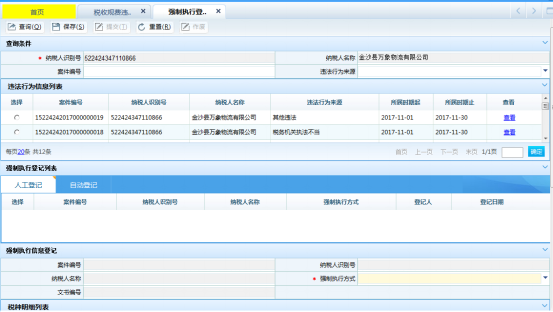 首页 税收规费违.. × 强制执行登.. ×
查询(Q) 保存(S) 提交(T) 重置(R) 作废
查询条件
* 纳税人识别号 522424347110866 纳税人名称 金沙县万象物流有限公司
案件编号 违法行为来源
违法行为信息列表
选择 案件编号 纳税人识别号 纳税人名称 违法行为来源 所属时期起 所属时期止 查看
15224242017000000019 522424347110866 金沙县万象物流有限公司 其他违法 2017-11-01 2017-11-30 查看
15224242017000000018 522424347110866 金沙县万象物流有限公司 税务机关执法不当 2017-11-01 2017-11-30 查看
每页20条 共12条 首页 上一页 下一页 末页 1/1页 确定
强制执行登记列表
人工登记 自动登记
选择 案件编号 纳税人识别号 纳税人名称 强制执行方式 登记人 登记日期
强制执行信息登记
案件编号 纳税人识别号
纳税人名称 * 强制执行方式
文书编号
税种明细列表